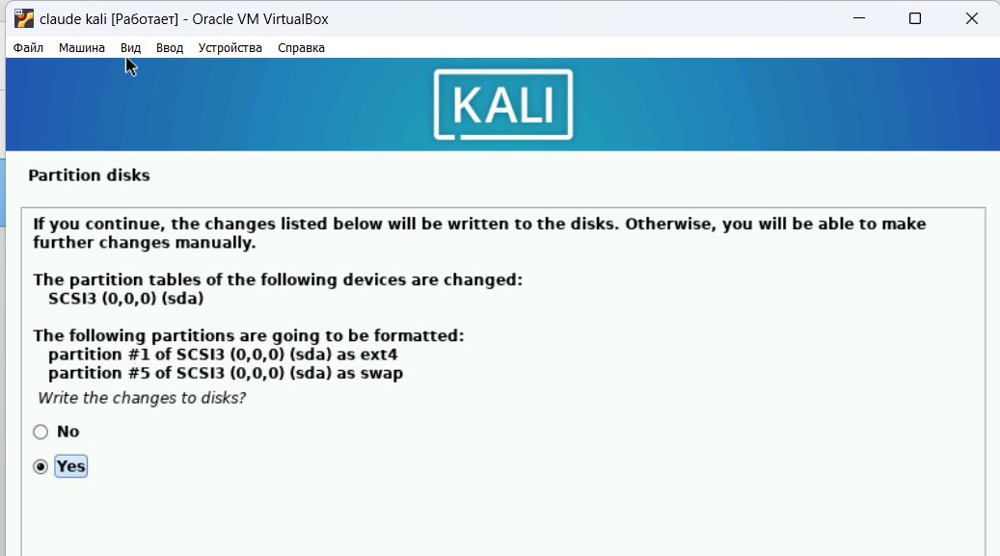 claude kali [Работает] - Oracle VM VirtualBox
Файл Машина Вид Ввод Устройства Справка
KALI
Partition disks
If you continue, the changes listed below will be written to the disks. Otherwise, you will be able to make
further changes manually.
The partition tables of the following devices are changed:
SCSI3 (0,0,0) (sda)
The following partitions are going to be formatted:
partition #1 of SCSI3 (0,0,0) (sda) as ext4
partition #5 of SCSI3 (0,0,0) (sda) as swap
Write the changes to disks?
No
Yes